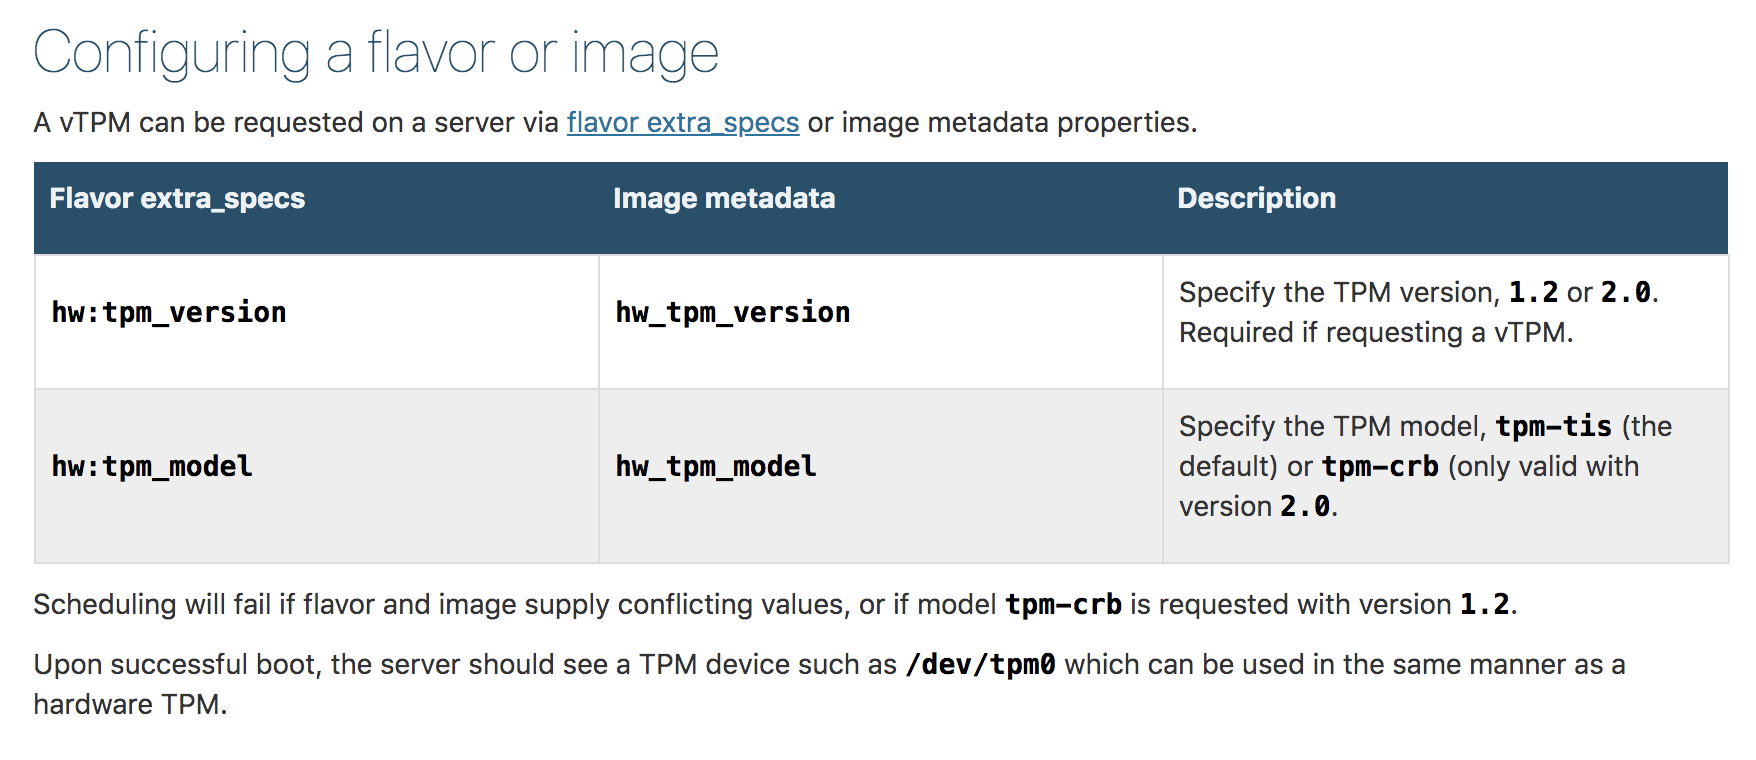 Configuring a flavor or image
A vTPM can be requested on a server via flavor extra_specs or image metadata properties.
Flavor extra_specs
Image metadata
Description
hw:tpm_version
hw_tpm_version
Specify the TPM version, 1.2 or 2.0.
Required if requesting a vTPM.
hw:tpm_model
hw_tpm_model
Specify the TPM model, tpm-tis (the
default) or tpm-crb (only valid with
version 2.0.
Scheduling will fail if flavor and image supply conflicting values, or if model tpm-crb is requested with version 1.2.
Upon successful boot, the server should see a TPM device such as /dev/tpm0 which can be used in the same manner as a
hardware TPM.